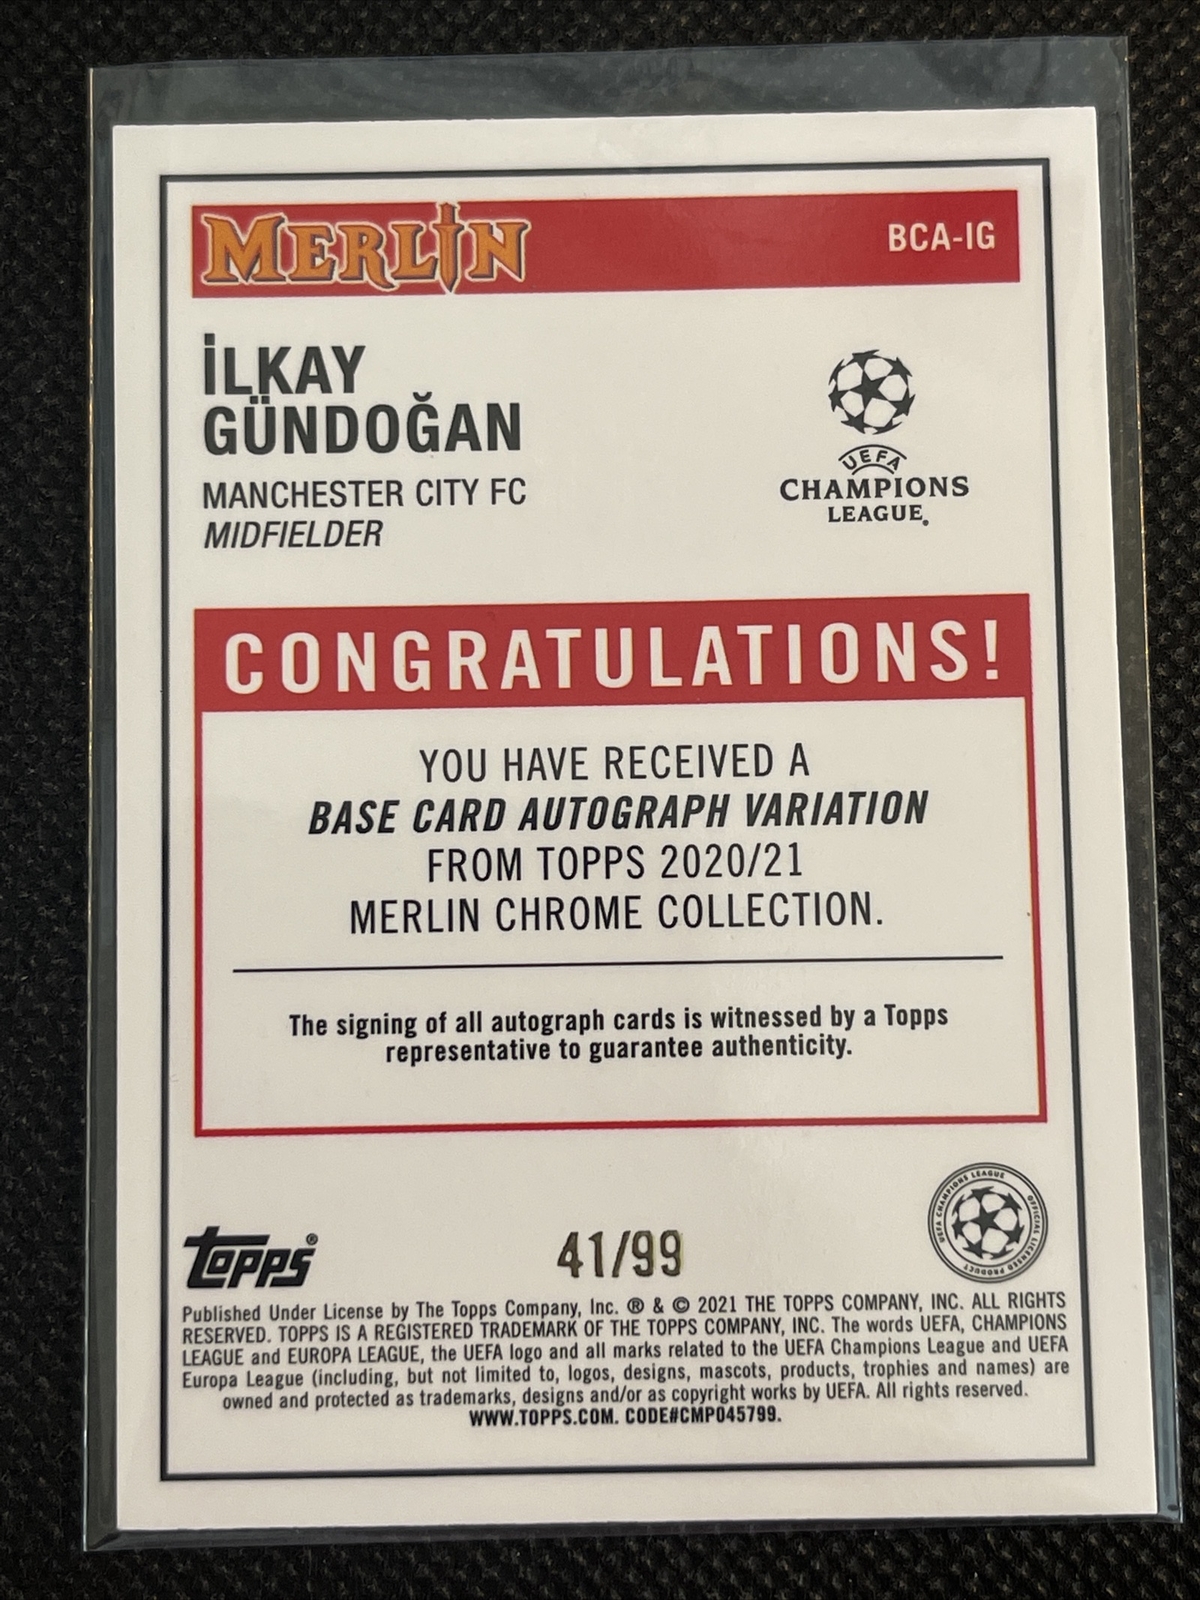 MERLIN
BCA-IG
İLKAY
GÜNDOĞAN
MANCHESTER CITY FC
MIDFIELDER
UEFA
CHAMPIONS
LEAGUE.
CONGRATULATIONS!
YOU HAVE RECEIVED A
BASE CARD AUTOGRAPH VARIATION
FROM TOPPS 2020/21
MERLIN CHROME COLLECTION.
The signing of all autograph cards is witnessed by a Topps
representative to guarantee authenticity.
UEFA CHAMPIONS LEAGUE
OFFICIAL LICENSED PRODUCT
Topps®
41/99
Published Under License by The Topps Company, Inc. ® & © 2021 THE TOPPS COMPANY, INC. ALL RIGHTS
RESERVED. TOPPS IS A REGISTERED TRADEMARK OF THE TOPPS COMPANY, INC. The words UEFA, CHAMPIONS
LEAGUE and EUROPA LEAGUE, the UEFA logo and all marks related to the UEFA Champions League and UEFA
Europa League (including, but not limited to, logos, designs, mascots, products, trophies and names) are
owned and protected as trademarks, designs and/or as copyright works by UEFA. All rights reserved.
WWW.TOPPS.COM. CODE#CMP045799.